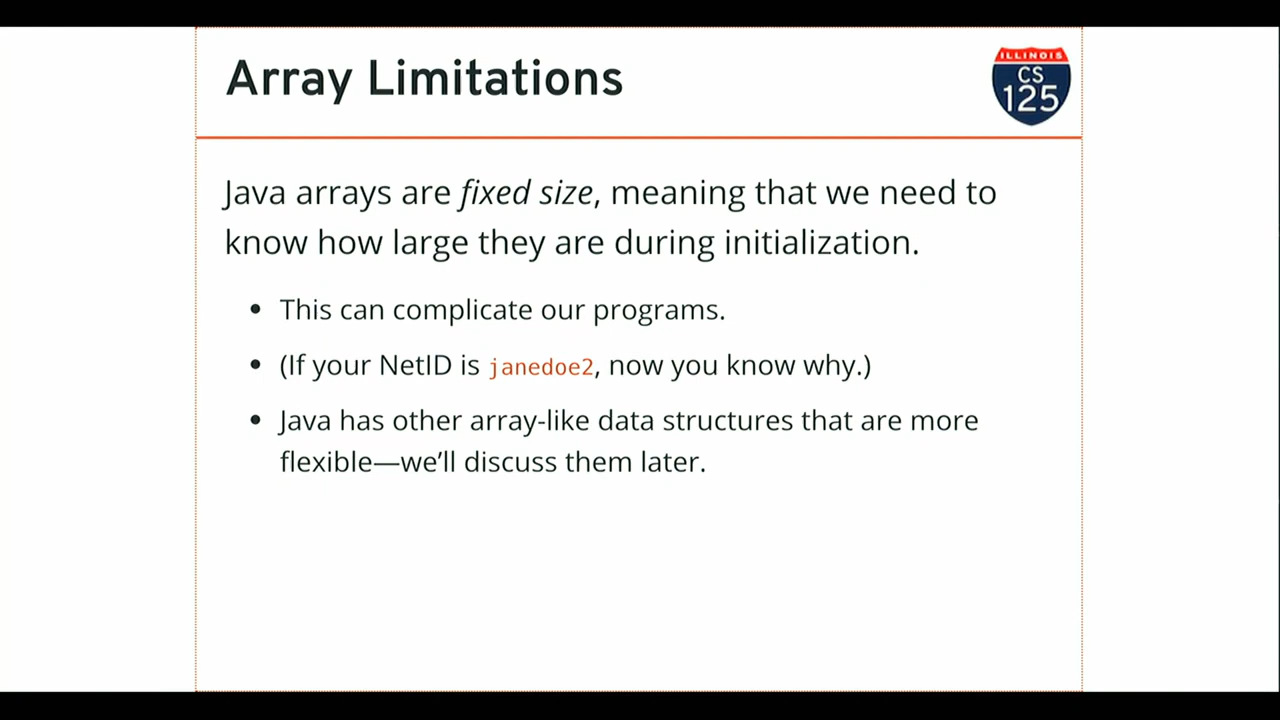 Array Limitations
ILLINOIS
CS
125
Java arrays are fixed size, meaning that we need to
know how large they are during initialization.
• This can complicate our programs.
• (If your NetID is janedoe2, now you know why.)
• Java has other array-like data structures that are more
flexible—we’ll discuss them later.